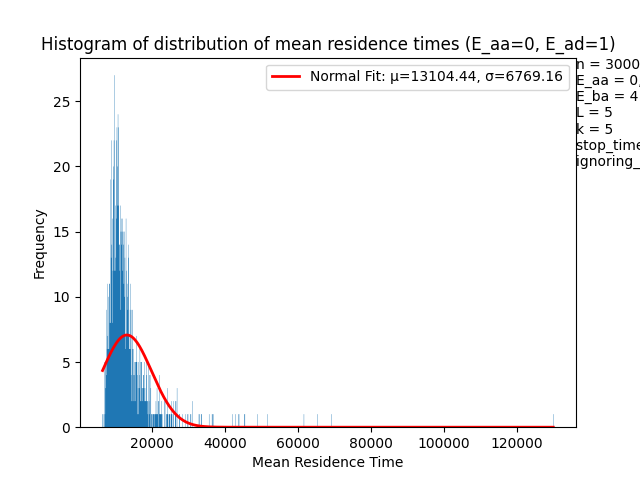 Histogram of distribution of mean residence times (E_aa=0, E_ad=1)
Normal Fit: μ=13104.44, σ=6769.16
n = 3000
E_aa = 0,
E_ba = 4
L = 5
k = 5
stop_time
ignoring_
Frequency
25
20
15
10
5
0
20000 40000 60000 80000 100000 120000
Mean Residence Time